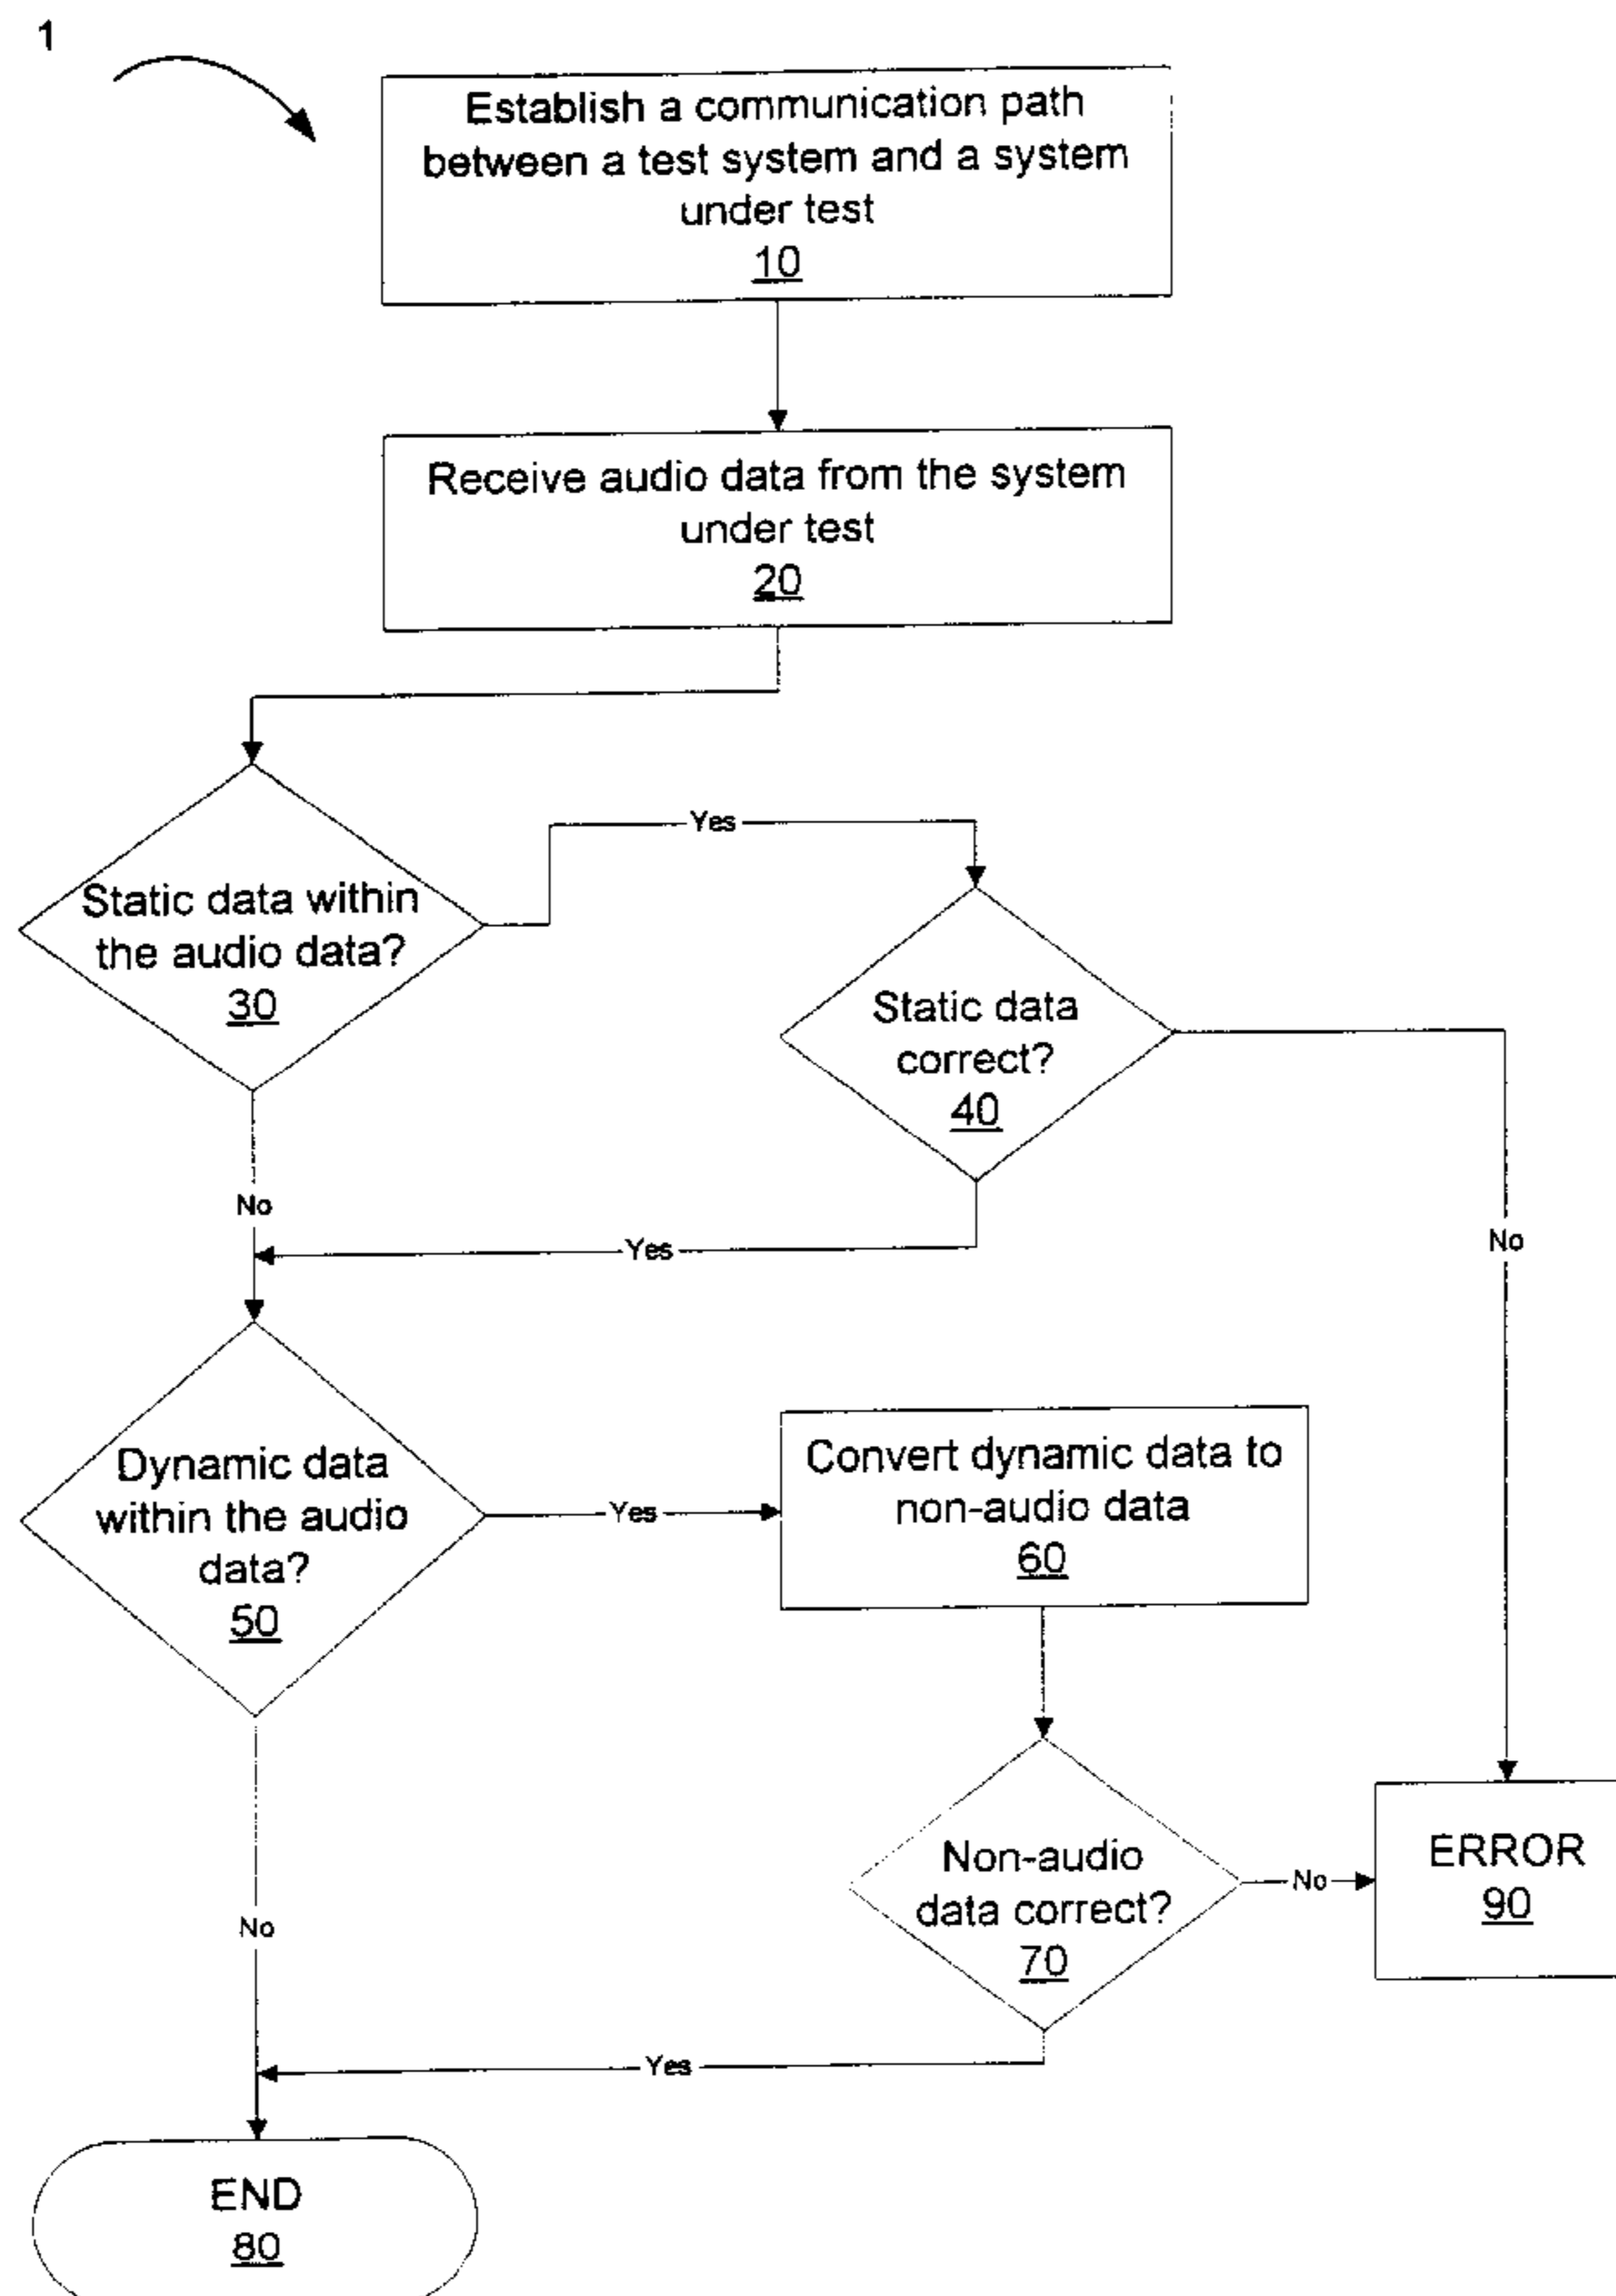 1
Establish a communication path
between a test system and a system
under test
10
Receive audio data from the system
under test
20
Yes
Static data within
the audio data?
30
Static data
correct?
40
No
Yes
No
Dynamic data
within the audio
data?
50
Yes
Convert dynamic data to
non-audio data
60
Non-audio
data correct?
70
No
ERROR
90
No
Yes
END
80